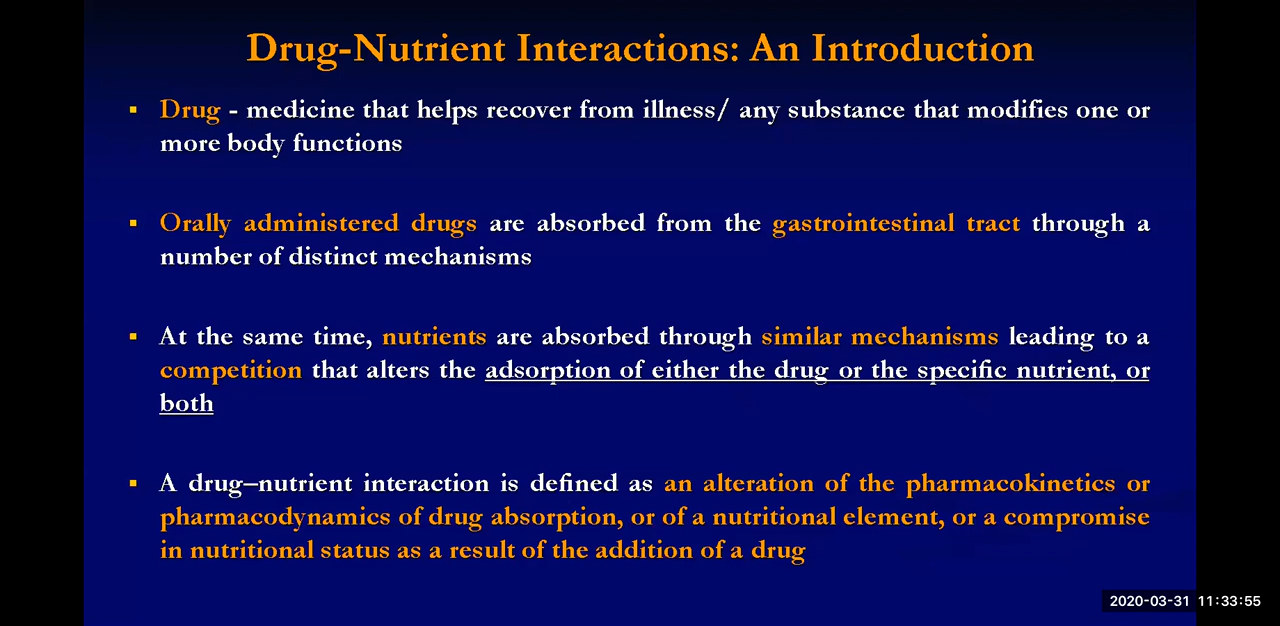 Drug-Nutrient Interactions: An Introduction
▪ Drug - medicine that helps recover from illness/ any substance that modifies one or
more body functions
▪ Orally administered drugs are absorbed from the gastrointestinal tract through a
number of distinct mechanisms
▪ At the same time, nutrients are absorbed through similar mechanisms leading to a
competition that alters the adsorption of either the drug or the specific nutrient, or
both
▪ A drug–nutrient interaction is defined as an alteration of the pharmacokinetics or
pharmacodynamics of drug absorption, or of a nutritional element, or a compromise
in nutritional status as a result of the addition of a drug
2020-03-31 11:33:55